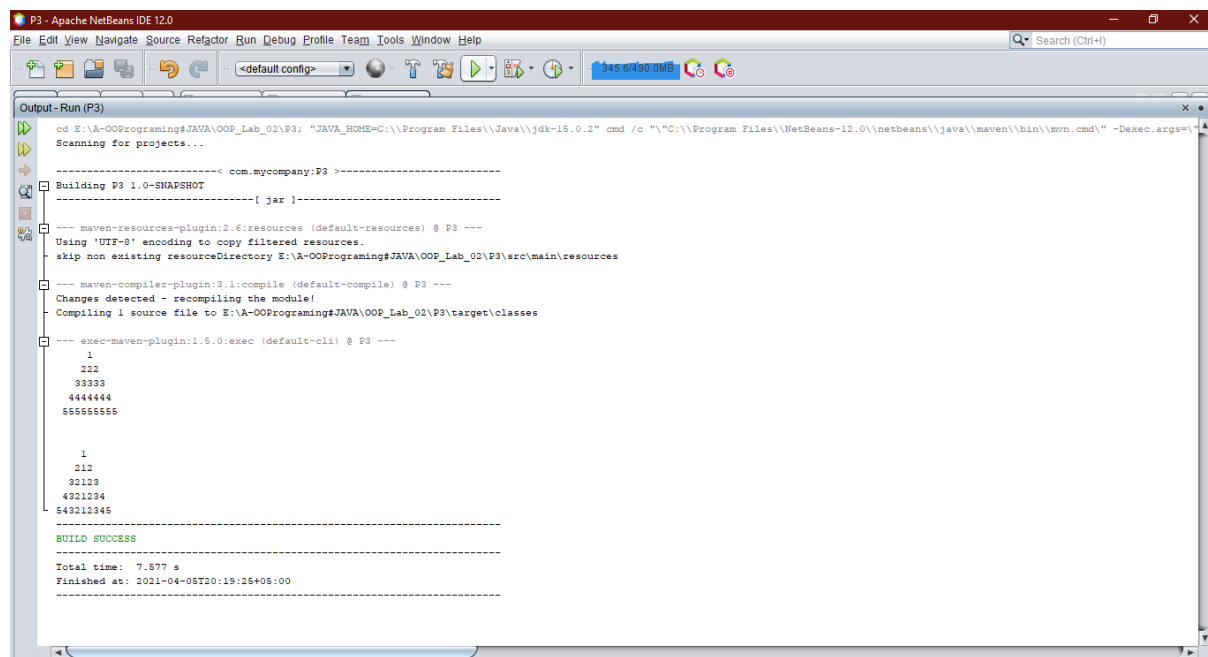 P3 - Apache NetBeans IDE 12.0
File Edit View Navigate Source Refactor Run Debug Profile Team Tools Window Help
Search (Ctrl+I)
<default config>
345.6/490.0MB
Output - Run (P3)
cd E:\A-OOPrograming#JAVA\OOP_Lab_02\P3; "JAVA_HOME=C:\\Program Files\\Java\\jdk-15.0.2" cmd /c "\"C:\\Program Files\\NetBeans-12.0\\netbeans\\java\\maven\\bin\\mvn.cmd\" -Dexec.args=\"
Scanning for projects...
--------------------------< com.mycompany:P3 >--------------------------
Building P3 1.0-SNAPSHOT
--------------------------------[ jar ]---------------------------------
--- maven-resources-plugin:2.6:resources (default-resources) @ P3 ---
Using 'UTF-8' encoding to copy filtered resources.
skip non existing resourceDirectory E:\A-OOPrograming#JAVA\OOP_Lab_02\P3\src\main\resources
--- maven-compiler-plugin:3.1:compile (default-compile) @ P3 ---
Changes detected - recompiling the module!
Compiling 1 source file to E:\A-OOPrograming#JAVA\OOP_Lab_02\P3\target\classes
--- exec-maven-plugin:1.5.0:exec (default-cli) @ P3 ---
1
222
33333
4444444
555555555
1
212
32123
4321234
543212345
------------------------------------------------------------------------
BUILD SUCCESS
------------------------------------------------------------------------
Total time:  7.577 s
Finished at: 2021-04-05T20:19:25+05:00
------------------------------------------------------------------------